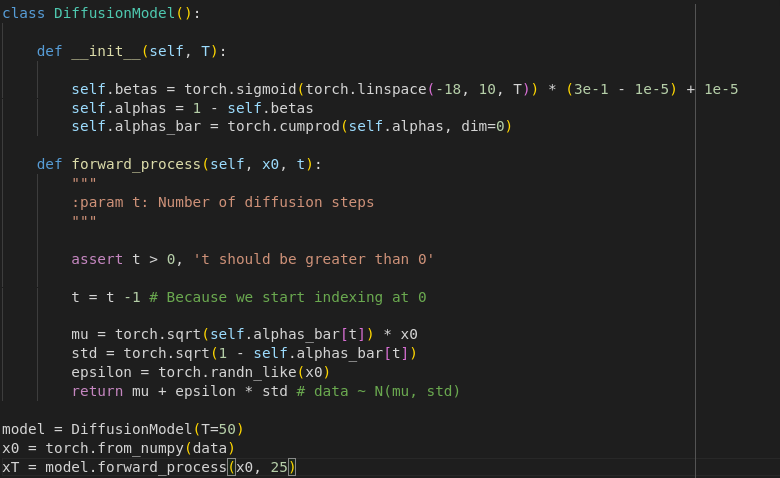 class DiffusionModel():
def __init__(self, T):
self.betas = torch.sigmoid(torch.linspace(-18, 10, T)) * (3e-1 - 1e-5) + 1e-5
self.alphas = 1 - self.betas
self.alphas_bar = torch.cumprod(self.alphas, dim=0)
def forward_process(self, x0, t):
"""
:param t: Number of diffusion steps
"""
assert t > 0, 't should be greater than 0'
t = t -1 # Because we start indexing at 0
mu = torch.sqrt(self.alphas_bar[t]) * x0
std = torch.sqrt(1 - self.alphas_bar[t])
epsilon = torch.randn_like(x0)
return mu + epsilon * std # data ~ N(mu, std)
model = DiffusionModel(T=50)
x0 = torch.from_numpy(data)
xT = model.forward_process(x0, 25)